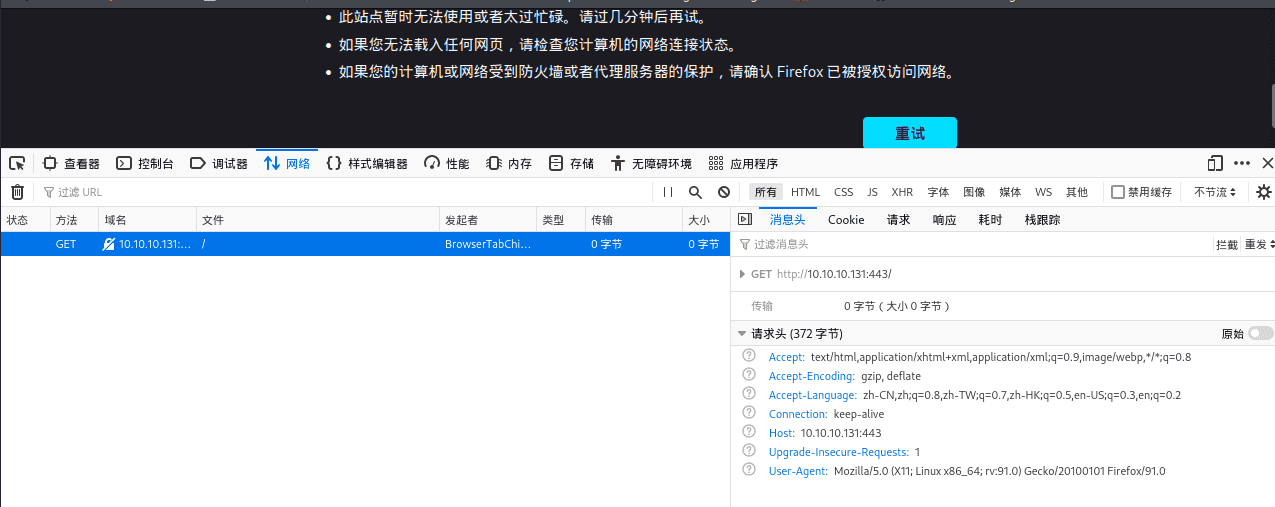 此站点暂时无法使用或者太过忙碌。请过几分钟后再试。
如果您无法载入任何网页，请检查您计算机的网络连接状态。
如果您的计算机或网络受到防火墙或者代理服务器的保护，请确认 Firefox 已被授权访问网络。
重试
查看器 控制台 调试器 网络 样式编辑器 性能 内存 存储 无障碍环境 应用程序
过滤 URL 所有 HTML CSS JS XHR 字体 图像 媒体 WS 其他 禁用缓存 不节流
状态 方法 域名 文件 发起者 类型 传输 大小
GET 10.10.10.131:... / BrowserTabChi... 0 字节 0 字节
消息头 Cookie 请求 响应 耗时 栈跟踪
过滤消息头 拦截 重发
GET http://10.10.10.131:443/
传输 0 字节（大小 0 字节）
请求头 (372 字节) 原始
Accept: text/html,application/xhtml+xml,application/xml;q=0.9,image/webp,*/*;q=0.8
Accept-Encoding: gzip, deflate
Accept-Language: zh-CN,zh;q=0.8,zh-TW;q=0.7,zh-HK;q=0.5,en-US;q=0.3,en;q=0.2
Connection: keep-alive
Host: 10.10.10.131:443
Upgrade-Insecure-Requests: 1
User-Agent: Mozilla/5.0 (X11; Linux x86_64; rv:91.0) Gecko/20100101 Firefox/91.0